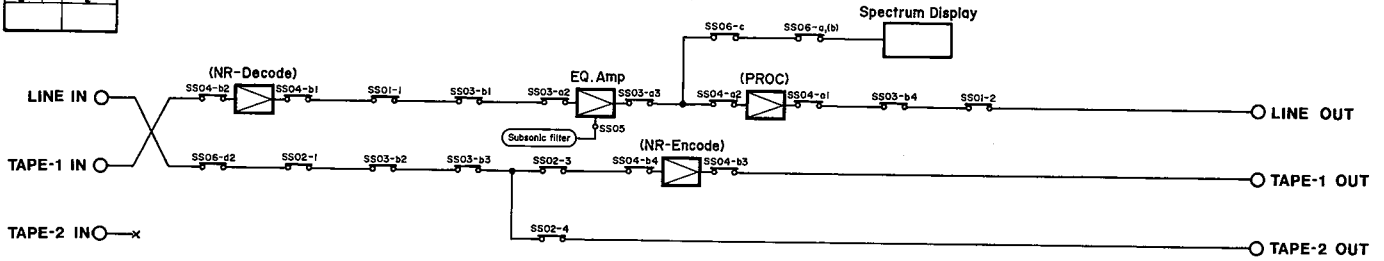 Spectrum Display
SS06-c
SS06-a,(b)
(NR-Decode)
EQ. Amp
(PROC)
LINE IN
SS04-b2
SS04-b1
SS01-1
SS03-b1
SS03-a2
SS03-a3
SS04-a2
SS04-a1
SS03-b4
SS01-2
LINE OUT
SS05
Subsonic filter
(NR-Encode)
TAPE-1 IN
SS06-d2
SS02-1
SS03-b2
SS03-b3
SS02-3
SS04-b4
SS04-b3
TAPE-1 OUT
TAPE-2 IN
x
SS02-4
TAPE-2 OUT